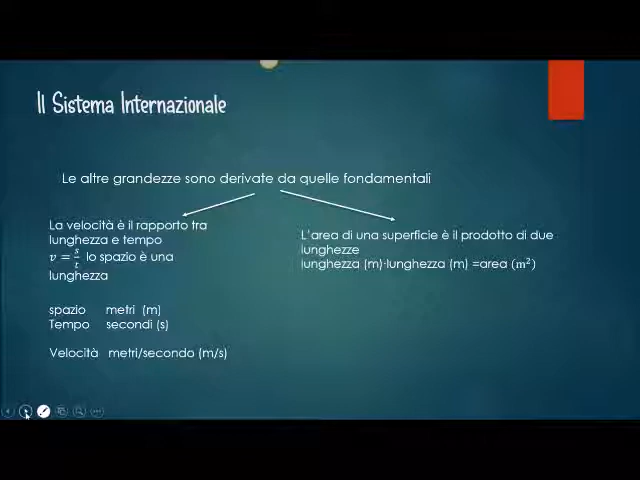 Il Sistema Internazionale
Le altre grandezze sono derivate da quelle fondamentali
La velocità è il rapporto tra
lunghezza e tempo
v = s/t lo spazio è una
lunghezza
spazio metri (m)
Tempo secondi (s)
Velocità metri/secondo (m/s)
L'area di una superficie è il prodotto di due
lunghezze
lunghezza (m)·lunghezza (m) =area (m²)